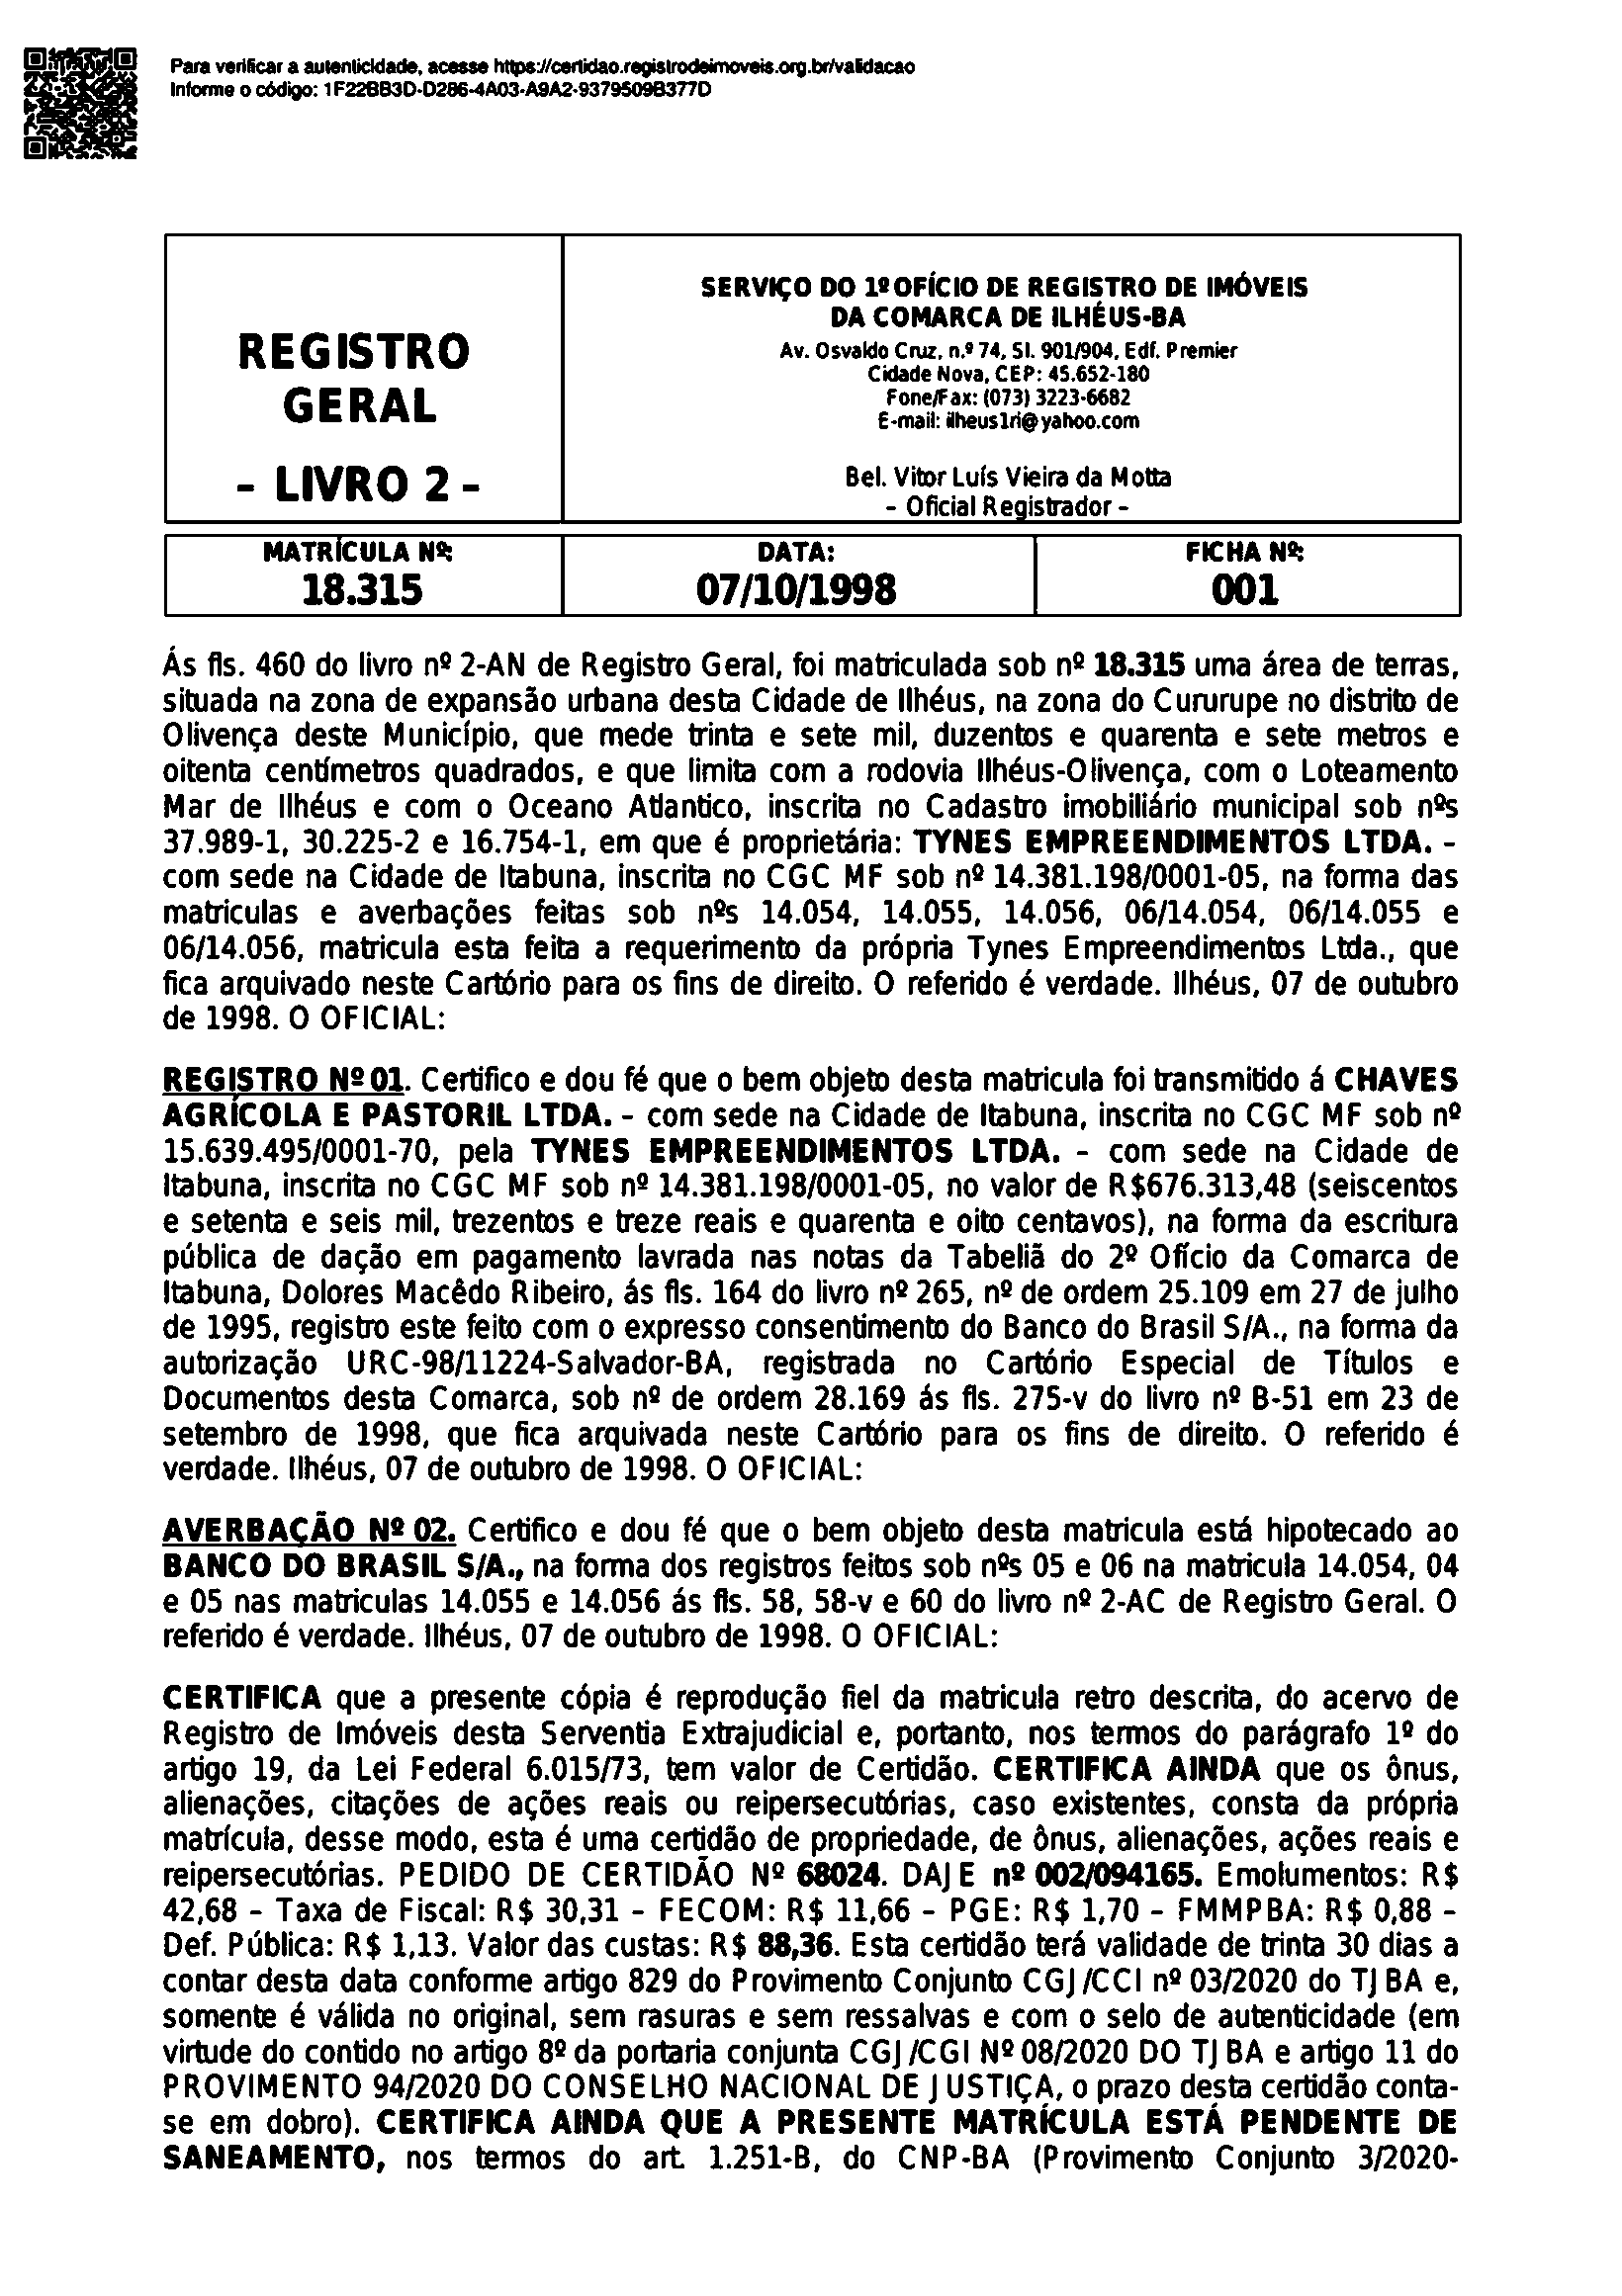 Para verificar a autenticidade, acesse https://certidao.registrodeimoveis.org.br/validacao
Informe o código: 1F22BB3D-D286-4A03-A9A2-9379509B377D
REGISTRO
GERAL
– LIVRO 2 –
SERVIÇO DO 1º OFÍCIO DE REGISTRO DE IMÓVEIS
DA COMARCA DE ILHÉUS-BA
Av. Osvaldo Cruz, n.º 74, Sl. 901/904, Edf. Premier
Cidade Nova, CEP: 45.652-180
Fone/Fax: (073) 3223-6682
E-mail: ilheus1ri@yahoo.com
Bel. Vitor Luís Vieira da Motta
– Oficial Registrador –
MATRÍCULA Nº:
18.315
DATA:
07/10/1998
FICHA Nº:
001
Ás fls. 460 do livro nº 2-AN de Registro Geral, foi matriculada sob nº 18.315 uma área de terras,
situada na zona de expansão urbana desta Cidade de Ilhéus, na zona do Cururupe no distrito de
Olivença deste Município, que mede trinta e sete mil, duzentos e quarenta e sete metros e
oitenta centímetros quadrados, e que limita com a rodovia Ilhéus-Olivença, com o Loteamento
Mar de Ilhéus e com o Oceano Atlantico, inscrita no Cadastro imobiliário municipal sob nºs
37.989-1, 30.225-2 e 16.754-1, em que é proprietária: TYNES EMPREENDIMENTOS LTDA. –
com sede na Cidade de Itabuna, inscrita no CGC MF sob nº 14.381.198/0001-05, na forma das
matriculas e averbações feitas sob nºs 14.054, 14.055, 14.056, 06/14.054, 06/14.055 e
06/14.056, matricula esta feita a requerimento da própria Tynes Empreendimentos Ltda., que
fica arquivado neste Cartório para os fins de direito. O referido é verdade. Ilhéus, 07 de outubro
de 1998. O OFICIAL:
REGISTRO Nº 01. Certifico e dou fé que o bem objeto desta matricula foi transmitido á CHAVES
AGRÍCOLA E PASTORIL LTDA. – com sede na Cidade de Itabuna, inscrita no CGC MF sob nº
15.639.495/0001-70, pela TYNES EMPREENDIMENTOS LTDA. – com sede na Cidade de
Itabuna, inscrita no CGC MF sob nº 14.381.198/0001-05, no valor de R$676.313,48 (seiscentos
e setenta e seis mil, trezentos e treze reais e quarenta e oito centavos), na forma da escritura
pública de dação em pagamento lavrada nas notas da Tabeliã do 2º Ofício da Comarca de
Itabuna, Dolores Macêdo Ribeiro, ás fls. 164 do livro nº 265, nº de ordem 25.109 em 27 de julho
de 1995, registro este feito com o expresso consentimento do Banco do Brasil S/A., na forma da
autorização URC-98/11224-Salvador-BA, registrada no Cartório Especial de Títulos e
Documentos desta Comarca, sob nº de ordem 28.169 ás fls. 275-v do livro nº B-51 em 23 de
setembro de 1998, que fica arquivada neste Cartório para os fins de direito. O referido é
verdade. Ilhéus, 07 de outubro de 1998. O OFICIAL:
AVERBAÇÃO Nº 02. Certifico e dou fé que o bem objeto desta matricula está hipotecado ao
BANCO DO BRASIL S/A., na forma dos registros feitos sob nºs 05 e 06 na matricula 14.054, 04
e 05 nas matriculas 14.055 e 14.056 ás fls. 58, 58-v e 60 do livro nº 2-AC de Registro Geral. O
referido é verdade. Ilhéus, 07 de outubro de 1998. O OFICIAL:
CERTIFICA que a presente cópia é reprodução fiel da matricula retro descrita, do acervo de
Registro de Imóveis desta Serventia Extrajudicial e, portanto, nos termos do parágrafo 1º do
artigo 19, da Lei Federal 6.015/73, tem valor de Certidão. CERTIFICA AINDA que os ônus,
alienações, citações de ações reais ou reipersecutórias, caso existentes, consta da própria
matrícula, desse modo, esta é uma certidão de propriedade, de ônus, alienações, ações reais e
reipersecutórias. PEDIDO DE CERTIDÃO Nº 68024. DAJE nº 002/094165. Emolumentos: R$
42,68 – Taxa de Fiscal: R$ 30,31 – FECOM: R$ 11,66 – PGE: R$ 1,70 – FMMPBA: R$ 0,88 –
Def. Pública: R$ 1,13. Valor das custas: R$ 88,36. Esta certidão terá validade de trinta 30 dias a
contar desta data conforme artigo 829 do Provimento Conjunto CGJ/CCI nº 03/2020 do TJBA e,
somente é válida no original, sem rasuras e sem ressalvas e com o selo de autenticidade (em
virtude do contido no artigo 8º da portaria conjunta CGJ/CGI Nº 08/2020 DO TJBA e artigo 11 do
PROVIMENTO 94/2020 DO CONSELHO NACIONAL DE JUSTIÇA, o prazo desta certidão conta-
se em dobro). CERTIFICA AINDA QUE A PRESENTE MATRÍCULA ESTÁ PENDENTE DE
SANEAMENTO, nos termos do art. 1.251-B, do CNP-BA (Provimento Conjunto 3/2020-